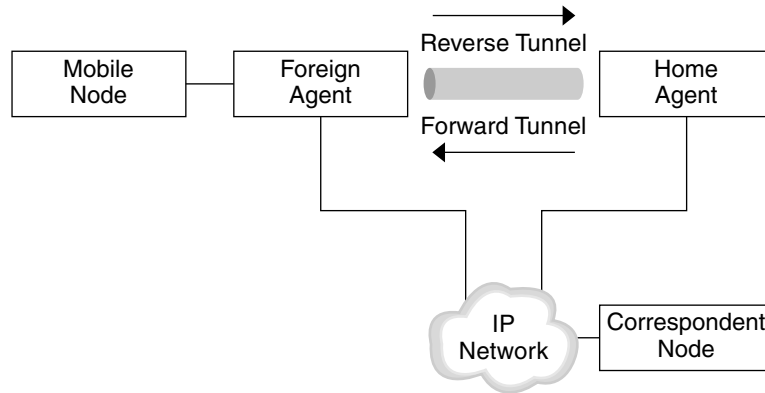 Reverse Tunnel
Mobile
Node
Foreign
Agent
Home
Agent
Forward Tunnel
IP
Network
Correspondent
Node